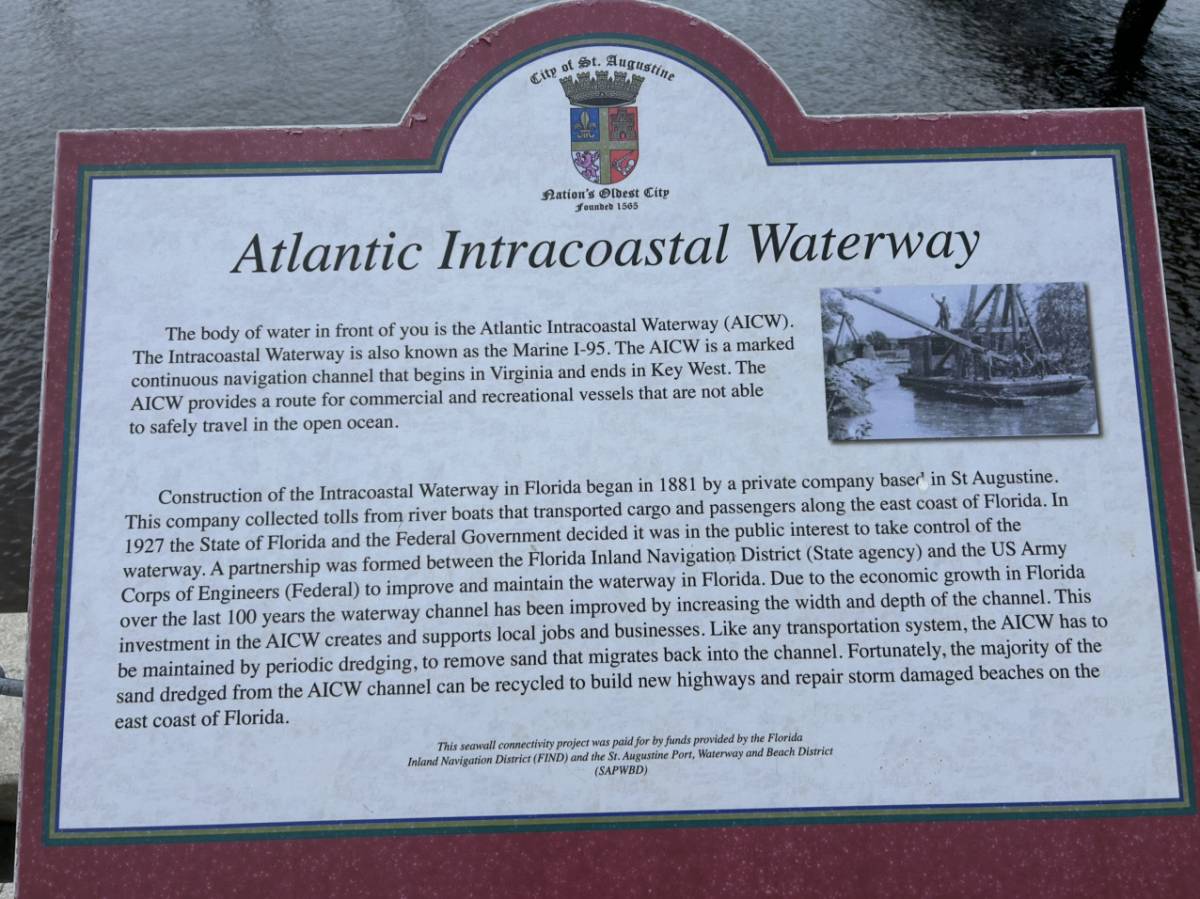 City of St. Augustine
Nation's Oldest City
Founded 1565
Atlantic Intracoastal Waterway
The body of water in front of you is the Atlantic Intracoastal Waterway (AICW).
The Intracoastal Waterway is also known as the Marine I-95. The AICW is a marked
continuous navigation channel that begins in Virginia and ends in Key West. The
AICW provides a route for commercial and recreational vessels that are not able
to safely travel in the open ocean.
Construction of the Intracoastal Waterway in Florida began in 1881 by a private company based in St Augustine.
This company collected tolls from river boats that transported cargo and passengers along the east coast of Florida. In
1927 the State of Florida and the Federal Government decided it was in the public interest to take control of the
waterway. A partnership was formed between the Florida Inland Navigation District (State agency) and the US Army
Corps of Engineers (Federal) to improve and maintain the waterway in Florida. Due to the economic growth in Florida
over the last 100 years the waterway channel has been improved by increasing the width and depth of the channel. This
investment in the AICW creates and supports local jobs and businesses. Like any transportation system, the AICW has to
be maintained by periodic dredging, to remove sand that migrates back into the channel. Fortunately, the majority of the
sand dredged from the AICW channel can be recycled to build new highways and repair storm damaged beaches on the
east coast of Florida.
This seawall connectivity project was paid for by funds provided by the Florida
Inland Navigation District (FIND) and the St. Augustine Port, Waterway and Beach District
(SAPWBD)